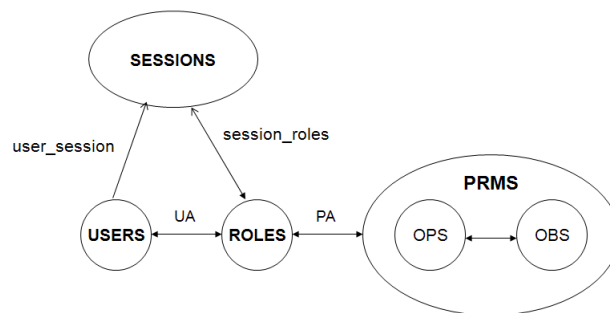 SESSIONS
user_session
session_roles
PRMS
UA
PA
USERS
ROLES
OPS
OBS